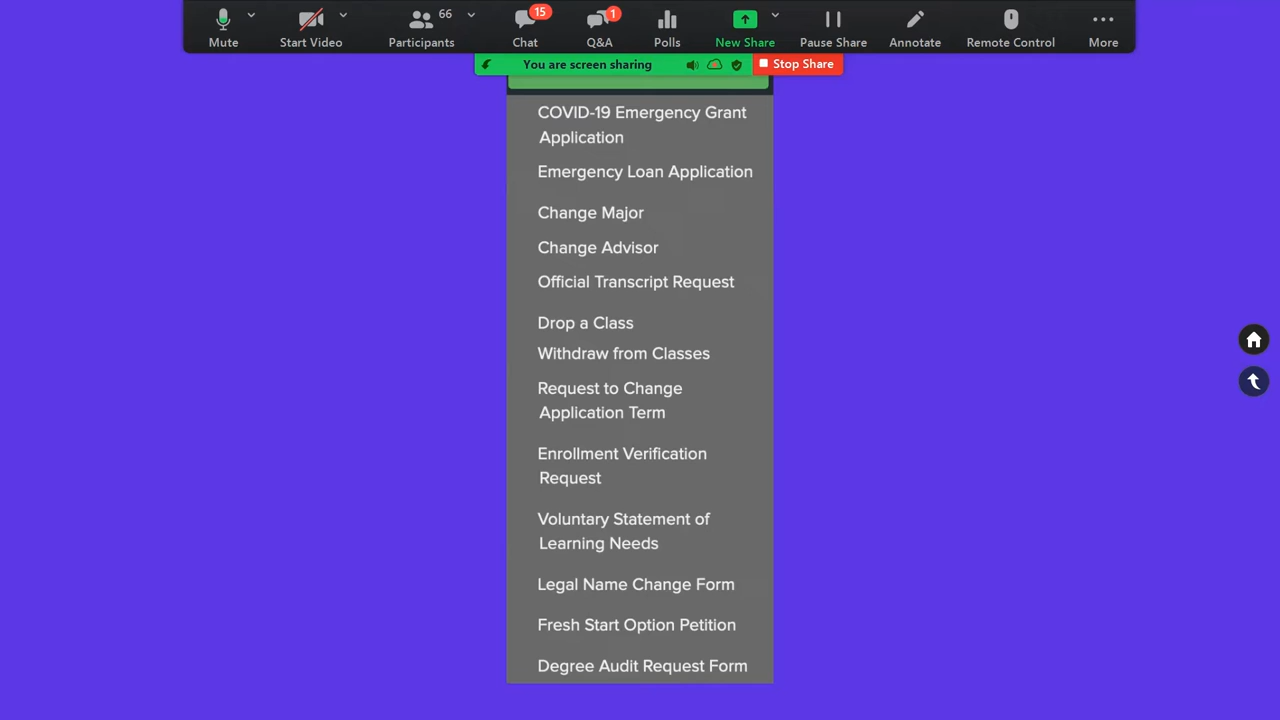 66
15
1
Mute
Start Video
Participants
Chat
Q&A
Polls
New Share
Pause Share
Annotate
Remote Control
More
You are screen sharing
Stop Share
COVID-19 Emergency Grant
Application
Emergency Loan Application
Change Major
Change Advisor
Official Transcript Request
Drop a Class
Withdraw from Classes
Request to Change
Application Term
Enrollment Verification
Request
Voluntary Statement of
Learning Needs
Legal Name Change Form
Fresh Start Option Petition
Degree Audit Request Form